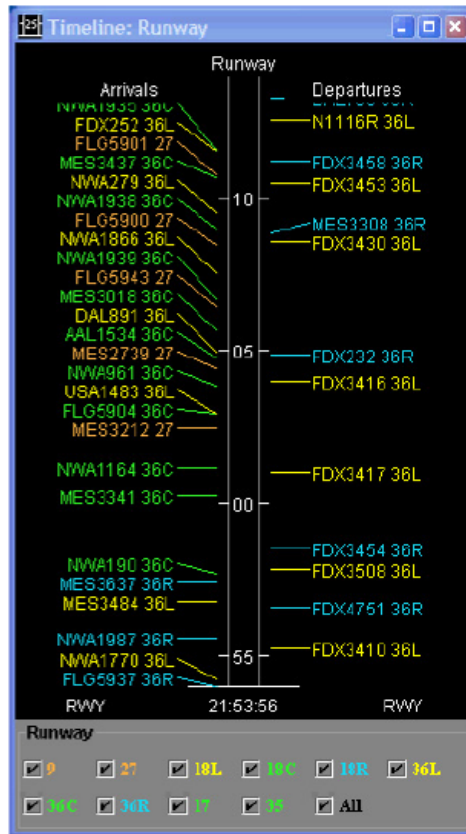 Timeline: Runway
Runway
Arrivals Departures
NWA1935 36C
FDX252 36L N1116R 36L
FLG5901 27
MES3437 36C FDX3458 36R
NWA279 36L FDX3453 36L
NWA1938 36C 10
FLG5900 27 MES3308 36R
NWA1866 36L FDX3430 36L
NWA1939 36C
FLG5943 27
MES3018 36C
DAL891 36L
AAL1534 36C
MES2739 27 05 FDX232 36R
NWA961 36C FDX3416 36L
USA1483 36L
FLG5904 36C
MES3212 27
NWA1164 36C FDX3417 36L
MES3341 36C 00
FDX3454 36R
NWA190 36C FDX3508 36L
MES3637 36R
MES3484 36L FDX4751 36R
NWA1987 36R
NWA1770 36L 55 FDX3410 36L
FLG5937 36R
RWY 21:53:56 RWY
Runway
9 27 18L 18C 18R 36L
36C 36R 17 35 All